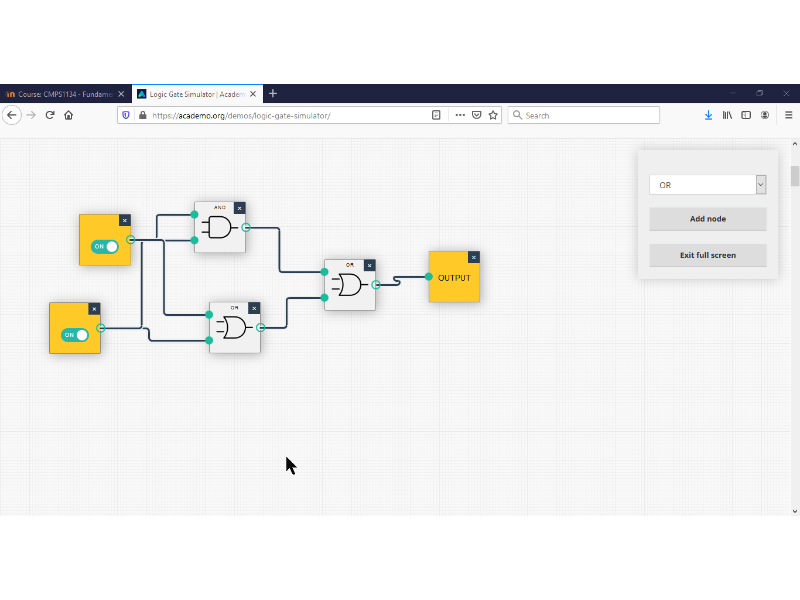 Course: CMPS1134 - Fundame
Logic Gate Simulator | Academ
https://academo.org/demos/logic-gate-simulator/
Search
OR
Add node
Exit full screen
AND
ON
OR
OUTPUT
OR
ON